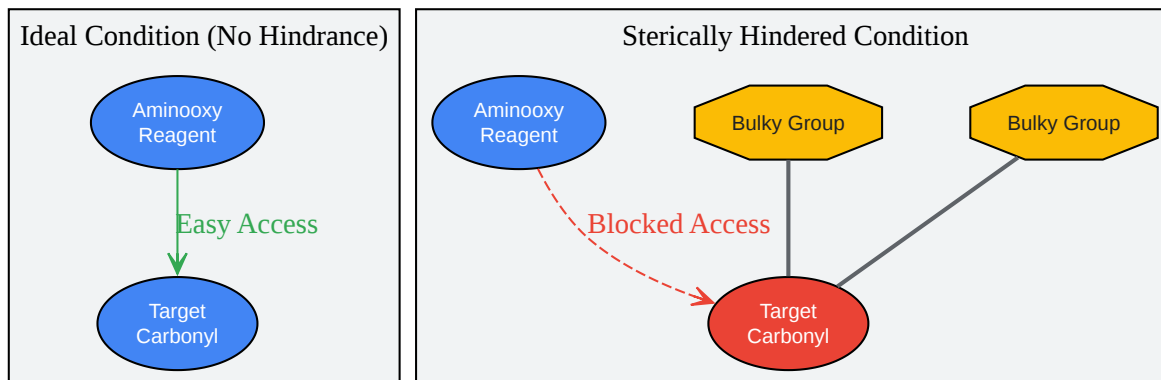 Ideal Condition (No Hindrance)
Aminooxy
Reagent
Easy Access
Target
Carbonyl
Sterically Hindered Condition
Aminooxy
Reagent
Bulky Group
Bulky Group
Blocked Access
Target
Carbonyl